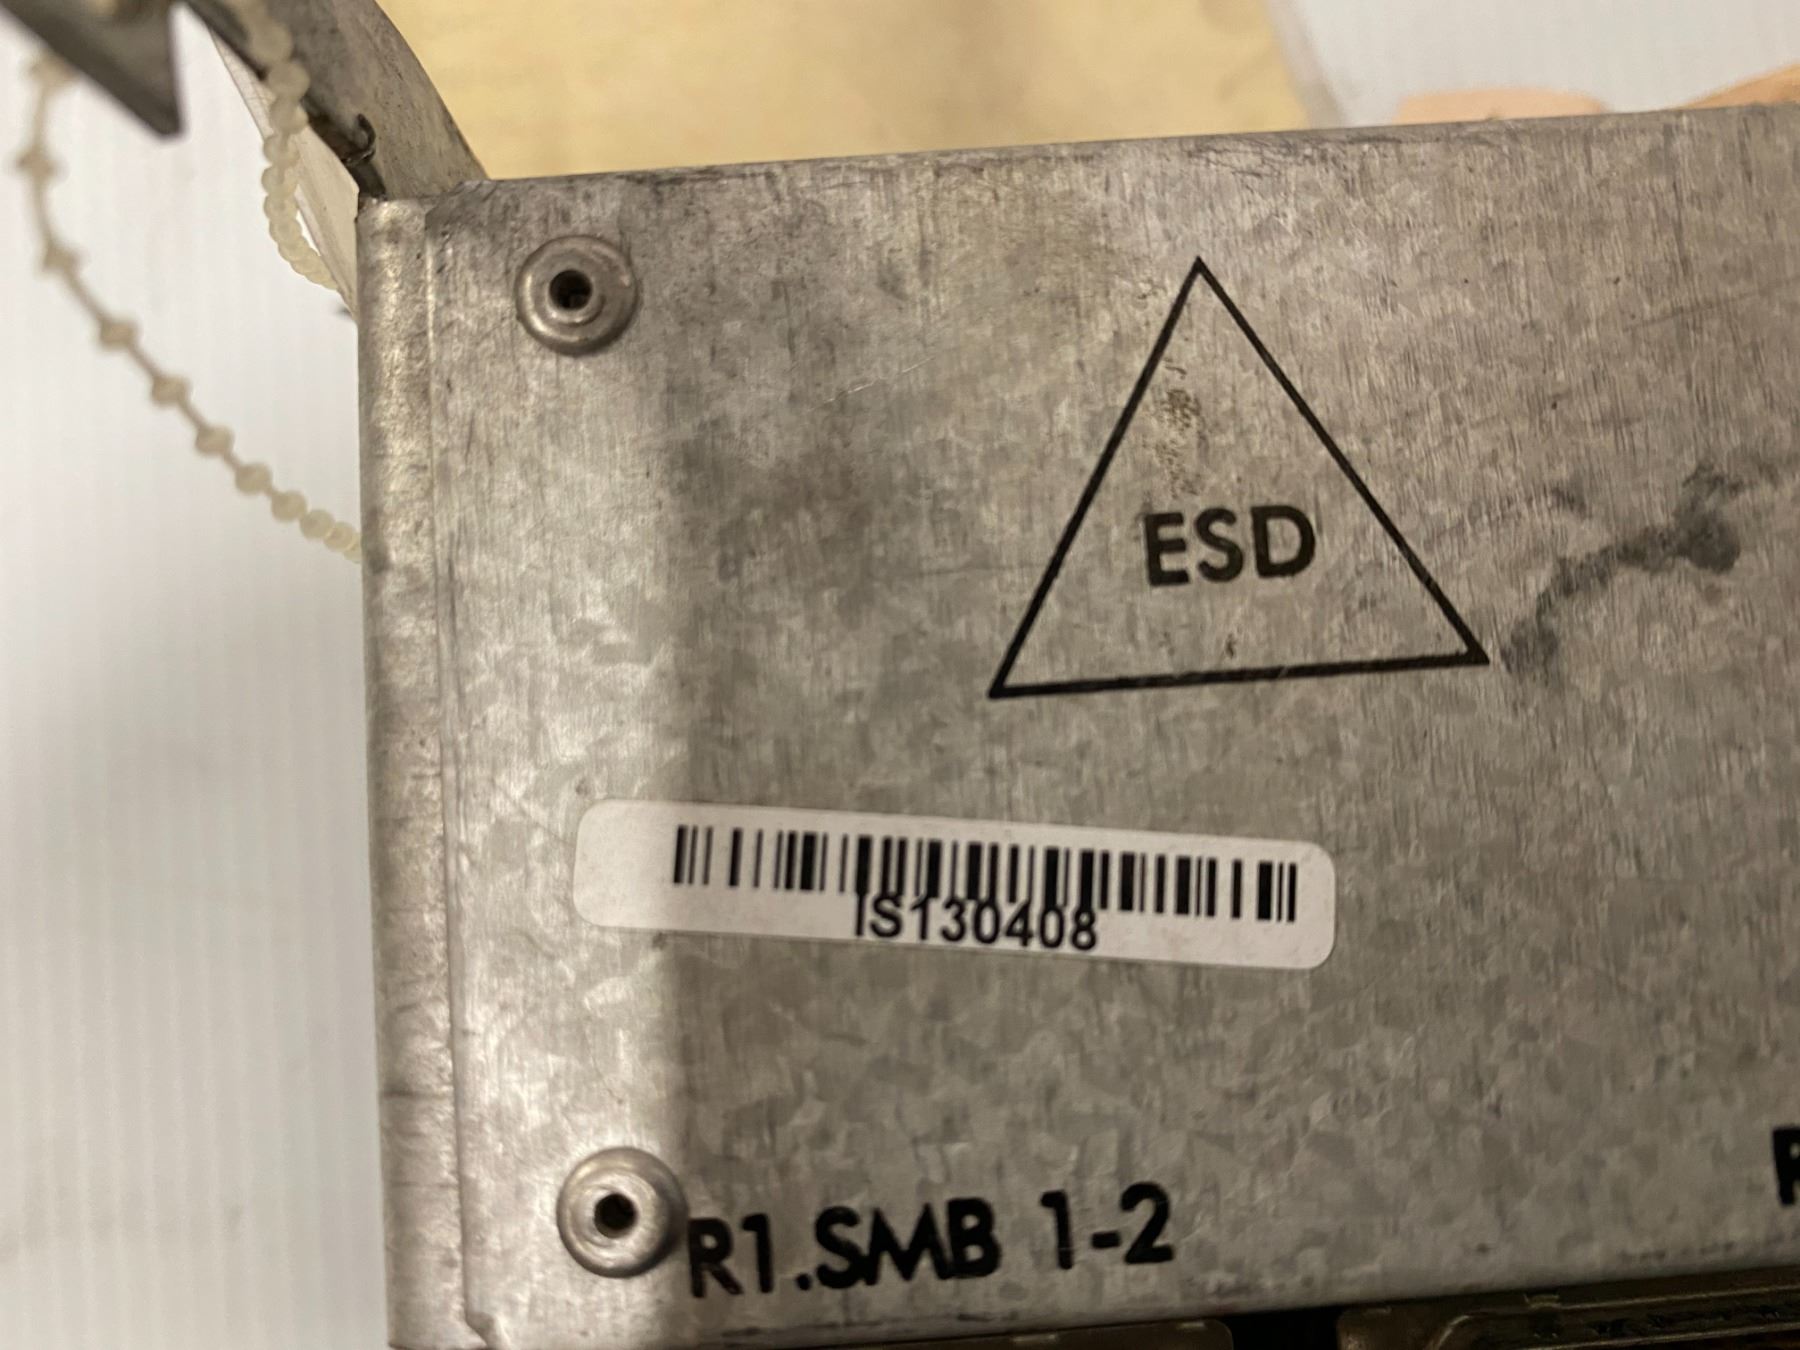 ESD
IS130408
R1.SMB 1-2